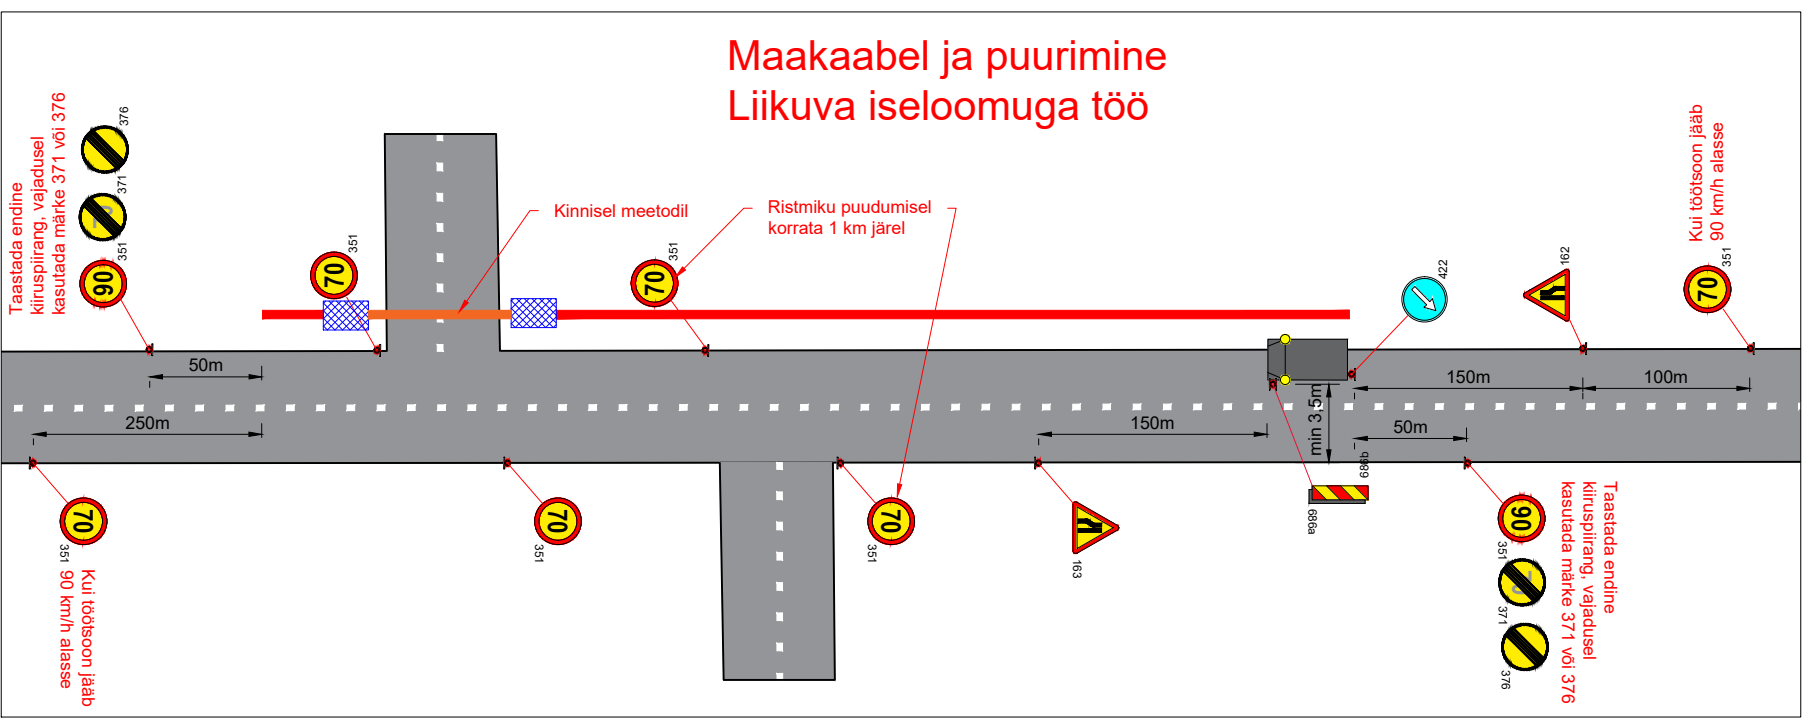 Maakaabel ja puurimine
Liikuva iseloomuga töö
Taastada endine
kiiruspiirang, vajadusel
kasutada märke 371 või 376
376
371
351
90
70
351
Kinnisel meetodil
Ristmiku puudumisel
korrata 1 km järel
70
351
422
162
Kui töötsoon jääb
90 km/h alasse
351
70
50m
250m
150m
min 3,5m
150m
100m
50m
70
351
Kui töötsoon jääb
90 km/h alasse
70
351
70
351
163
686b
686a
90
351
371
376
Taastada endine
kiiruspiirang, vajadusel
kasutada märke 371 või 376